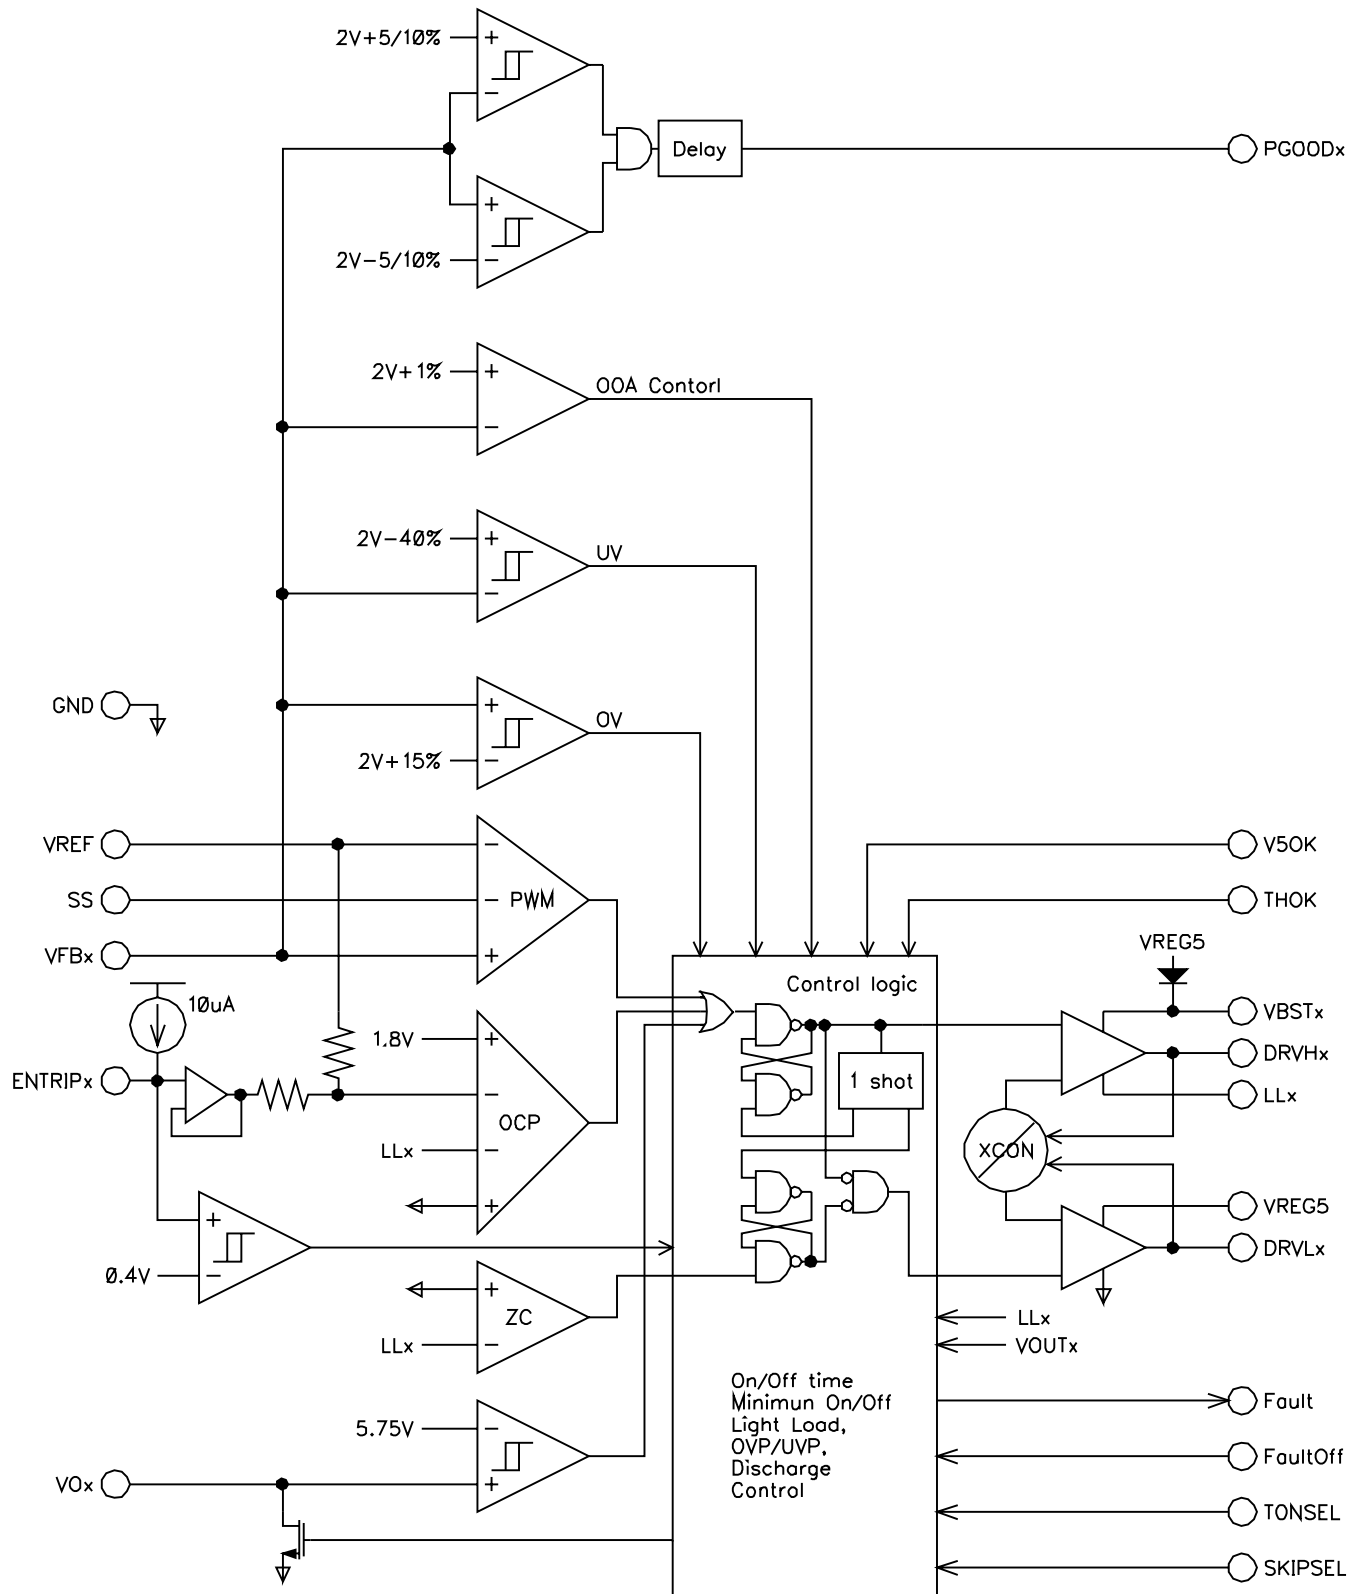 2V+5/10%
+
−
Delay
PGOODx
+
2V−5/10%
−
2V+1%
+
OOA Contorl
−
2V−40%
+
UV
−
GND
+
OV
2V+15%
−
VREF
−
V5OK
SS
−
PWM
THOK
VREG5
VFBx
+
Control logic
10uA
VBSTx
1.8V
+
DRVHx
ENTRIPx
1 shot
−
LLx
OCP
LLx
−
XCON
+
VREG5
+
DRVLx
0.4V
−
+
ZC
LLx
LLx
−
VOUTx
On/Off time
Minimun On/Off
Light Load,
OVP/UVP,
Discharge
Control
Fault
5.75V
−
FaultOff
VOx
+
TONSEL
SKIPSEL